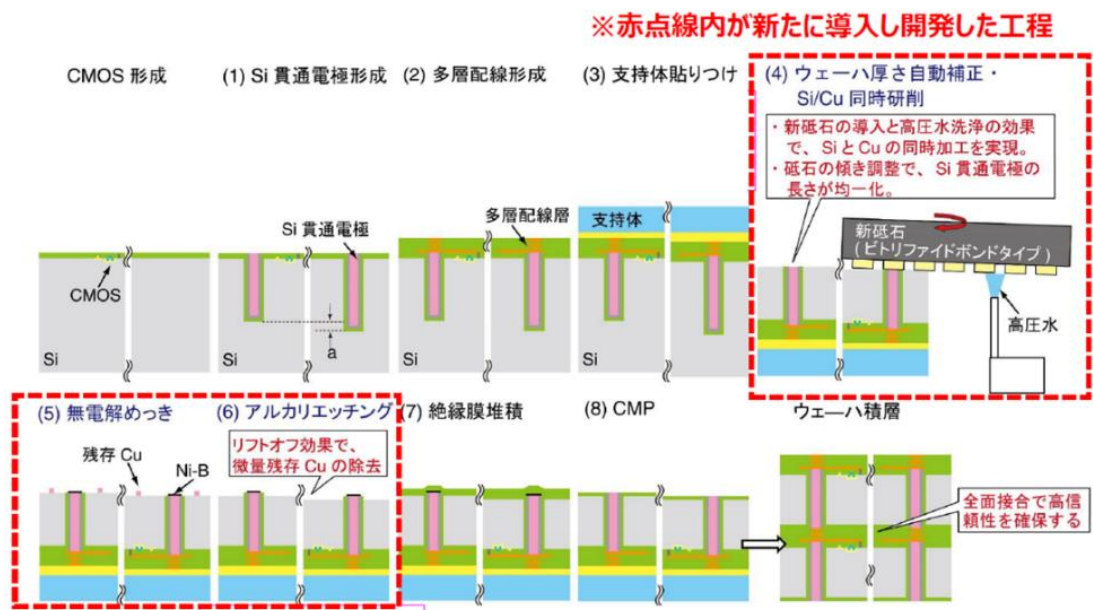 ※赤点線内が新たに導入し開発した工程
CMOS 形成
(1) Si 貫通電極形成
(2) 多層配線形成
(3) 支持体貼りつけ
(4) ウェーハ厚さ自動補正・
Si/Cu 同時研削
・新砥石の導入と高圧水洗浄の効果
で、SiとCuの同時加工を実現。
・砥石の傾き調整で、Si 貫通電極の
長さが均一化。
Si 貫通電極
多層配線層
支持体
新砥石
(ビトリファイドボンドタイプ)
CMOS
高圧水
a
Si
Si
Si
Si
(5) 無電解めっき
(6) アルカリエッチング
(7) 絶縁膜堆積
(8) CMP
ウェーハ積層
残存 Cu
Ni-B
リフトオフ効果で、
微量残存 Cu の除去
全面接合で高信
頼性を確保する